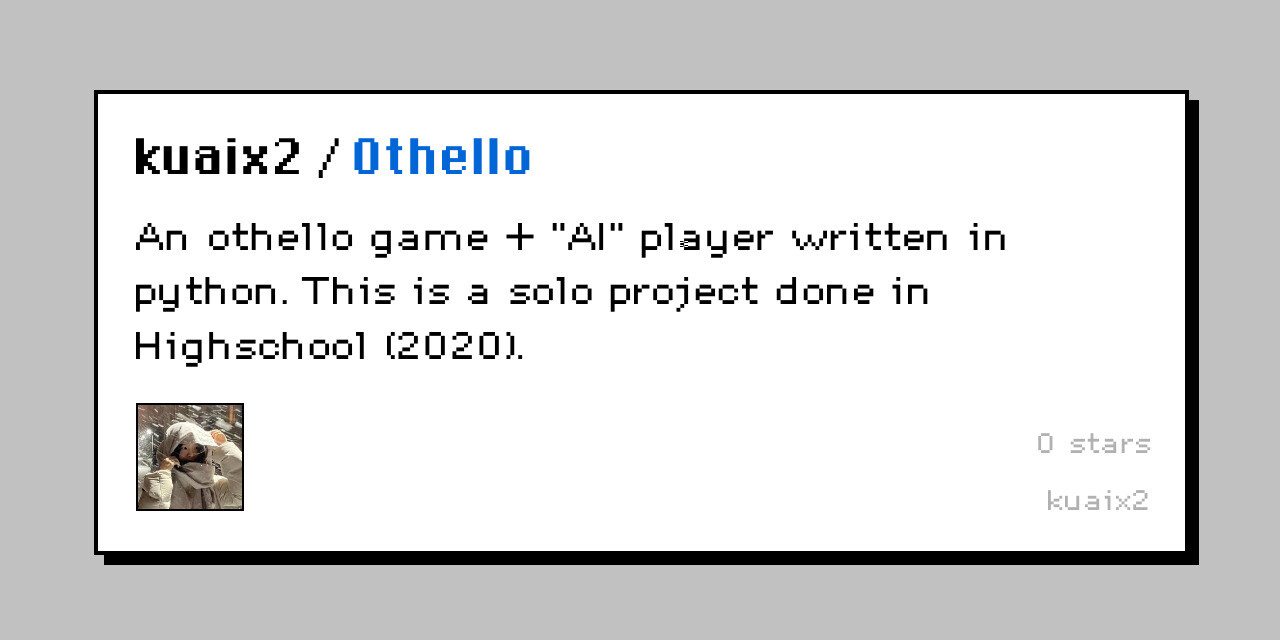 kuaix2 / Othello
An othello game + "AI" player written in
python. This is a solo project done in
Highschool (2020).
0 stars
kuaix2